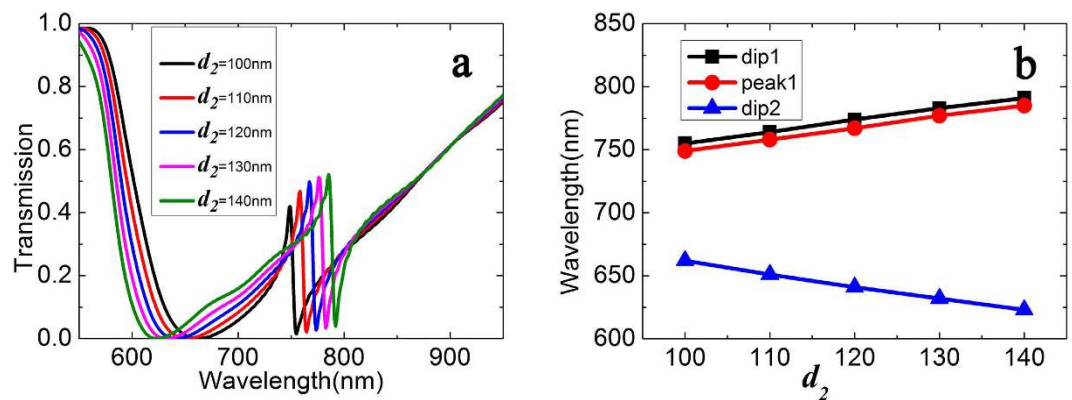 1.0
0.8
0.6
0.4
0.2
0.0
Transmission
600 700 800 900
Wavelength(nm)
d2=100nm
d2=110nm
d2=120nm
d2=130nm
d2=140nm
a
850
800
750
700
650
600
Wavelength(nm)
100 110 120 130 140
d2
dip1
peak1
dip2
b